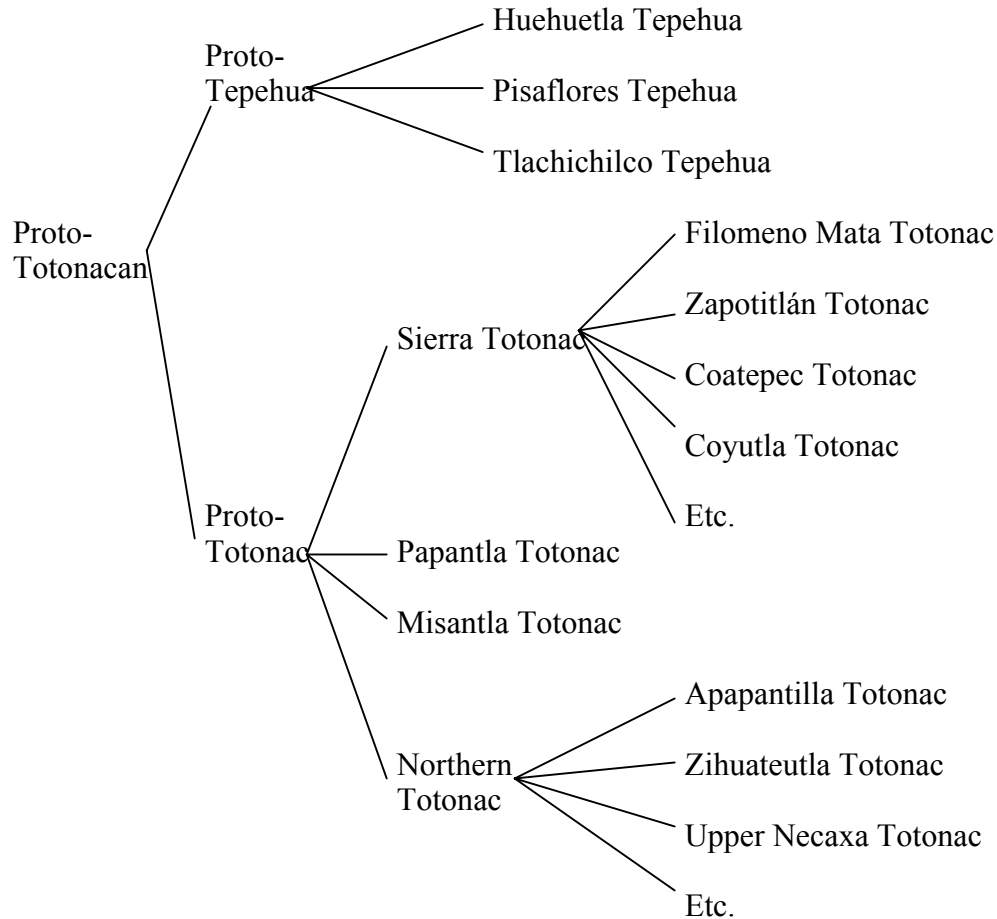 Huehuetla Tepehua
Proto-
Tepehua
Pisaflores Tepehua
Tlachichilco Tepehua
Proto-
Totonacan
Filomeno Mata Totonac
Zapotitlán Totonac
Sierra Totonac
Coatepec Totonac
Coyutla Totonac
Etc.
Proto-
Totonac
Papantla Totonac
Misantla Totonac
Apapantilla Totonac
Northern
Totonac
Zihuateutla Totonac
Upper Necaxa Totonac
Etc.